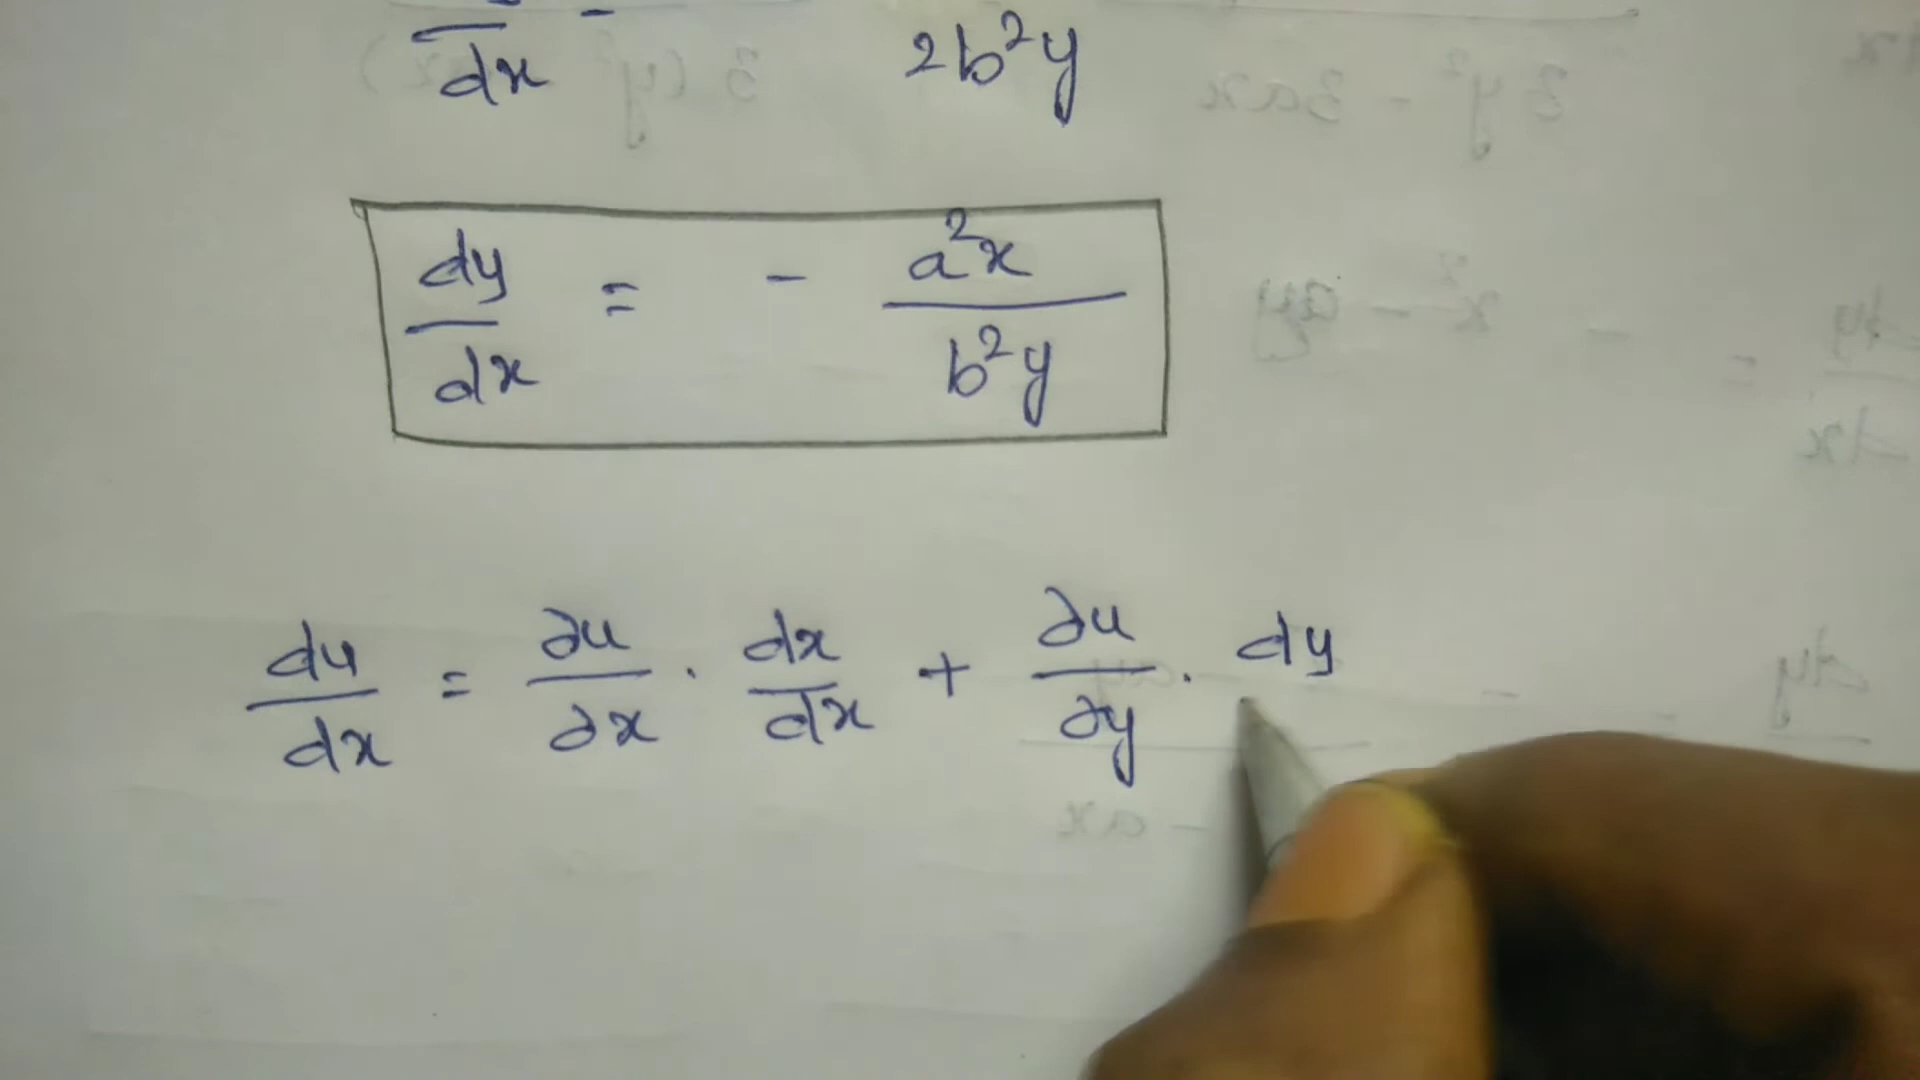 dx 2b²y
dy/dx = - a²x/b²y
du/dx = ∂u/∂x . dx/dx + ∂u/∂y . dy